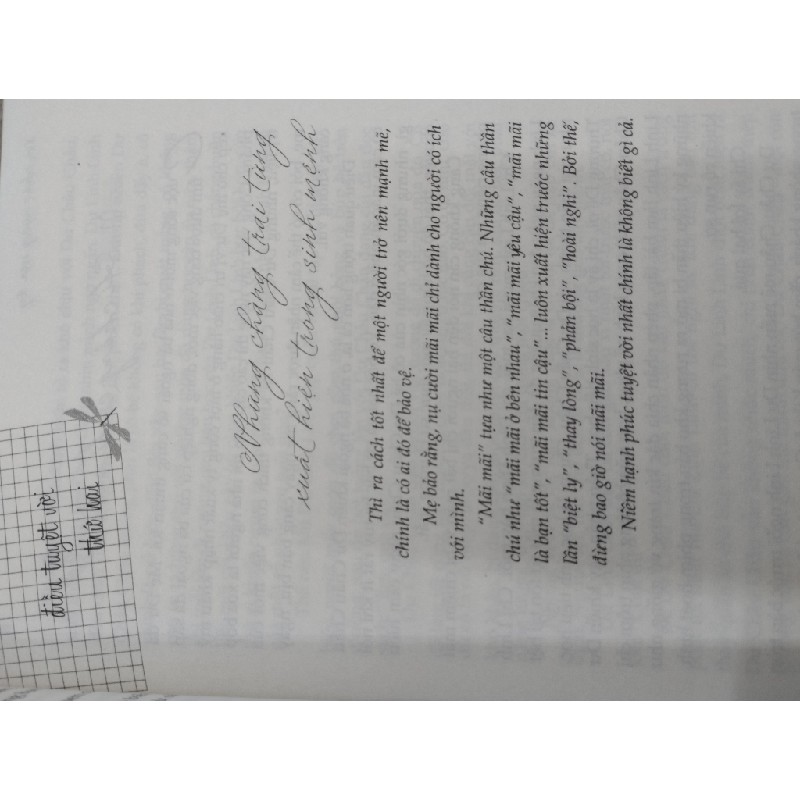 điều tuyệt vời
thứ hai
Những chàng trai từng
xuất hiện trong sinh mệnh
Thì ra cách tốt nhất để một người trở nên mạnh mẽ,
chính là có ai đó để bảo vệ.
Mẹ bảo rằng, nụ cười mãi mãi chỉ dành cho người có ích
với mình.
“Mãi mãi” tựa như một câu thần chú. Những câu thần
chú như “mãi mãi ở bên nhau”, “mãi mãi yêu cậu”, “mãi mãi
là bạn tốt”, “mãi mãi tin cậu”... luôn xuất hiện trước những
lần “biệt ly”, “thay lòng”, “phản bội”, “hoài nghi”. Bởi thế,
đừng bao giờ nói mãi mãi.
Niềm hạnh phúc tuyệt vời nhất chính là không biết gì cả.